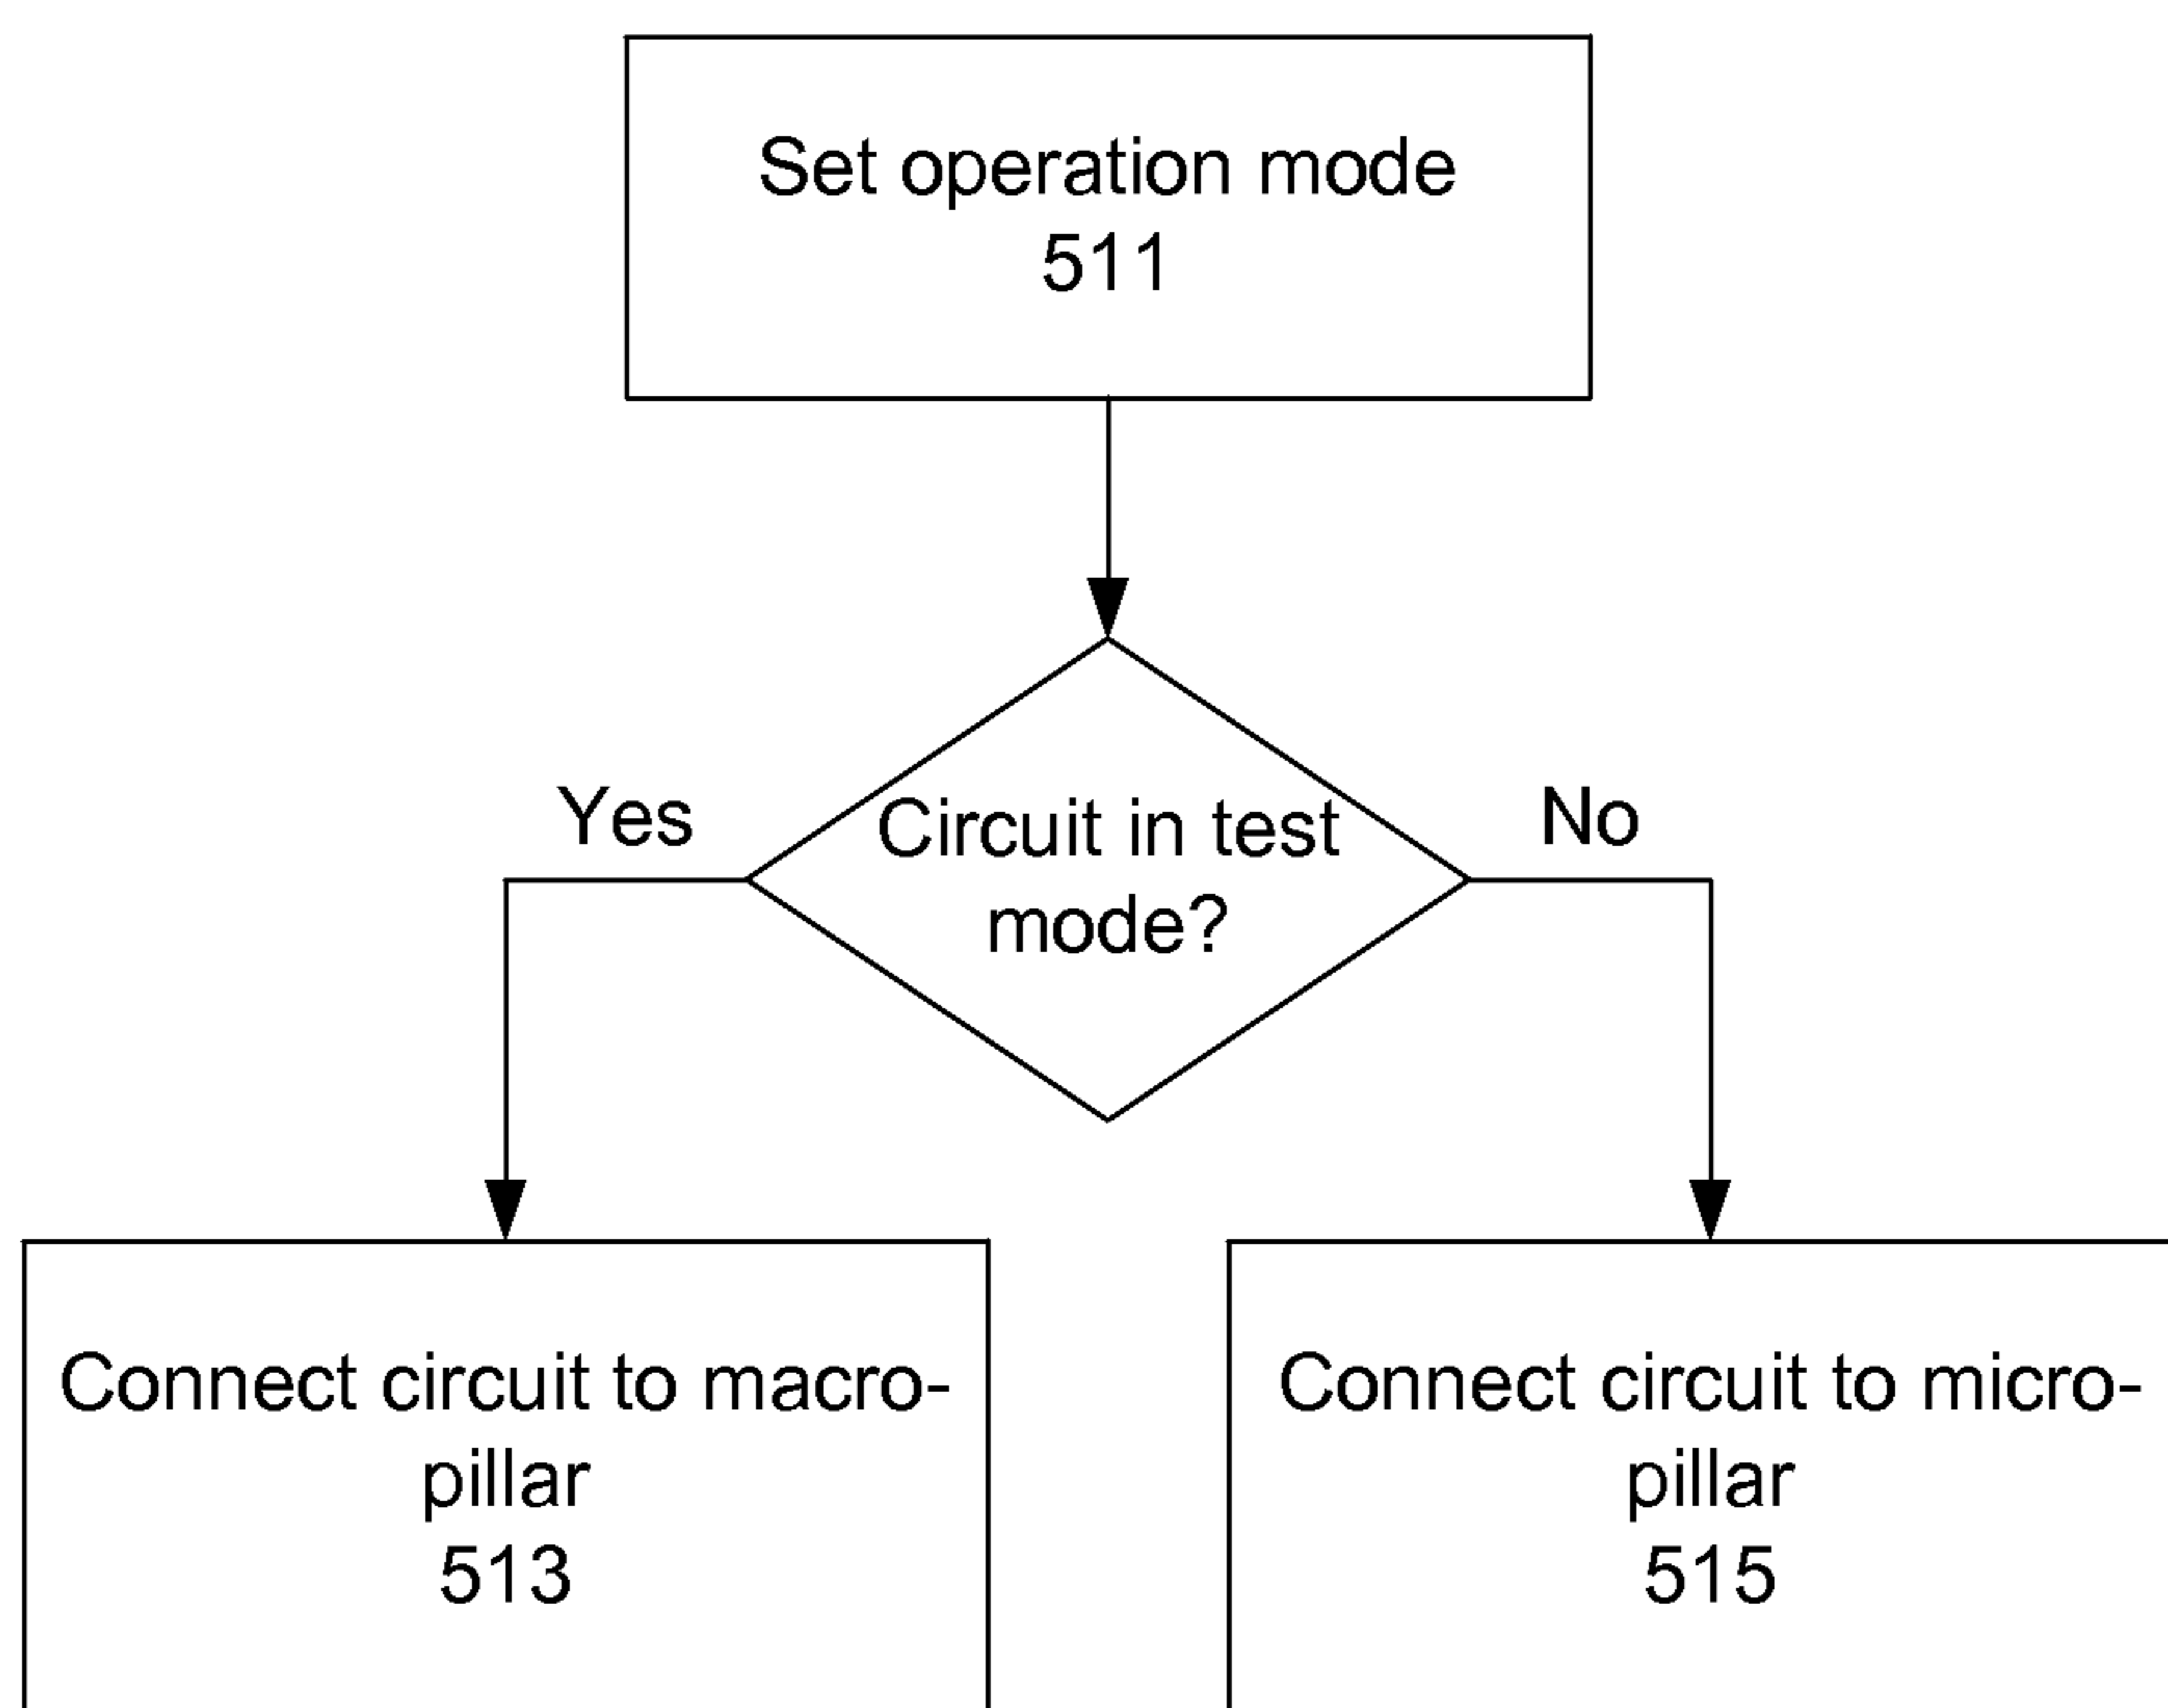 Set operation mode
511
Yes
Circuit in test
mode?
No
Connect circuit to macro-
pillar
513
Connect circuit to micro-
pillar
515